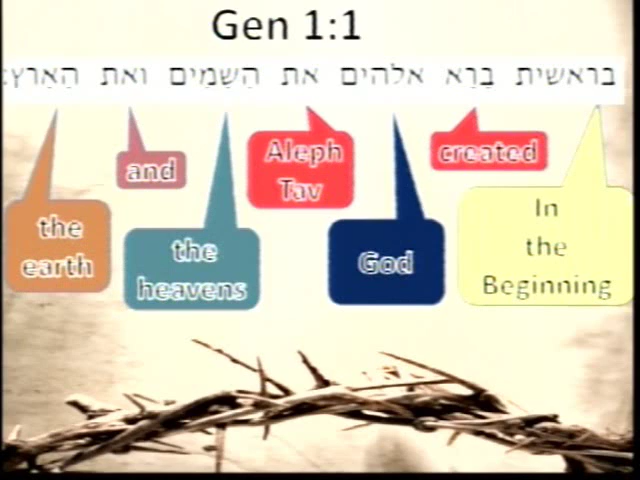 Gen 1:1
בראשית בָּרָא אלהים את הַשָּׁמַיִם ואת הָאָרֶץ:
the
earth
and
the
heavens
Aleph
Tav
God
created
In
the
Beginning